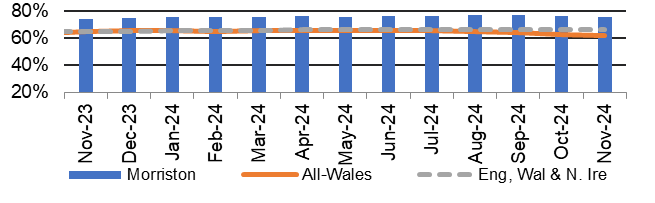 80%
60%
40%
20%
Nov-23
Dec-23
Jan-24
Feb-24
Mar-24
Apr-24
May-24
Jun-24
Jul-24
Aug-24
Sep-24
Oct-24
Nov-24
Morriston All-Wales Eng, Wal & N. Ire